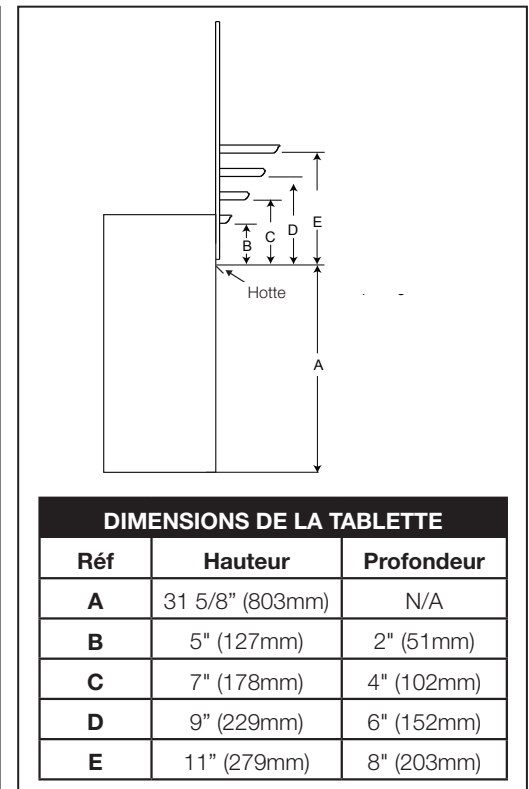 E
D
C
B
Hotte
A
DIMENSIONS DE LA TABLETTE
Réf Hauteur Profondeur
A 31 5/8” (803mm) N/A
B 5" (127mm) 2" (51mm)
C 7" (178mm) 4" (102mm)
D 9” (229mm) 6" (152mm)
E 11” (279mm) 8" (203mm)